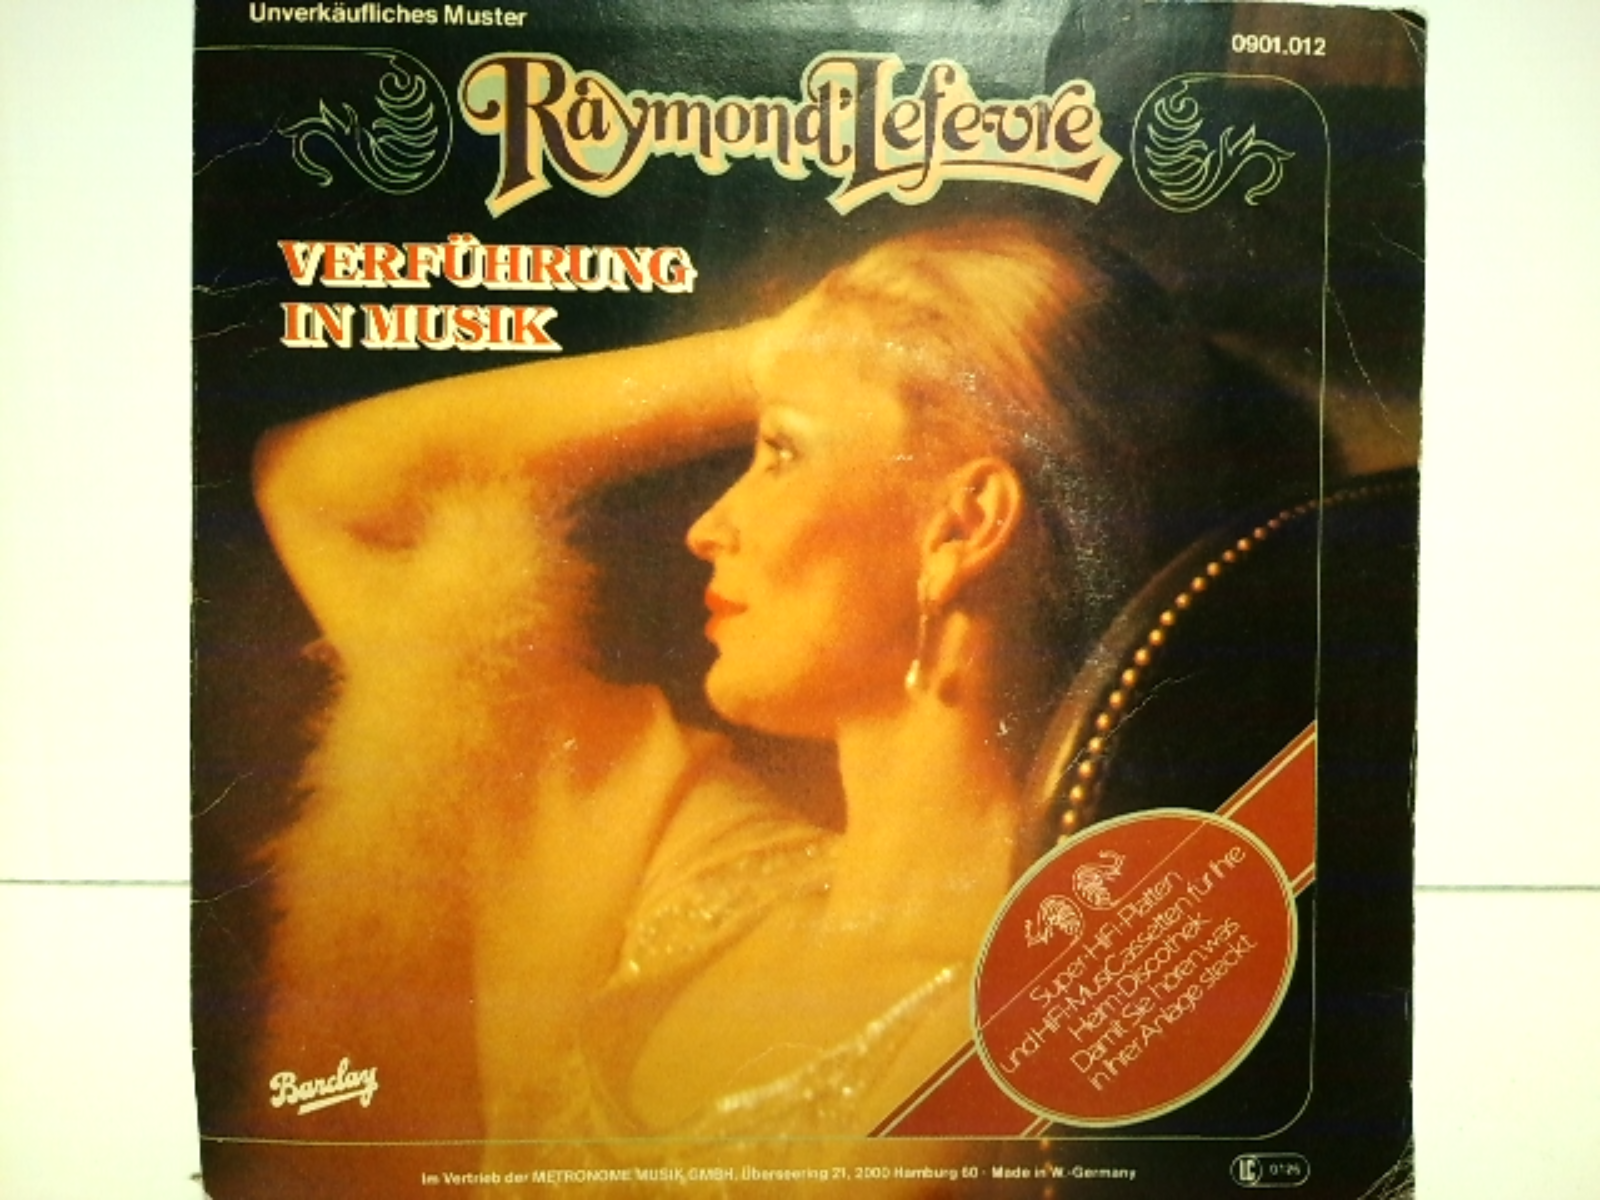 Unverkäufliches Muster
0901.012
Raymond Lefevre
VERFÜHRUNG
IN MUSIK
Super-HiFi-Platten
und HiFi-MusiCassetten für Ihre
Heim-Discothek
Damit Sie hören, was
in Ihrer Anlage steckt
Barclay
Im Vertrieb der METRONOME MUSIK GMBH, Überseering 21, 2000 Hamburg 60 · Made in W.-Germany
LC 0126